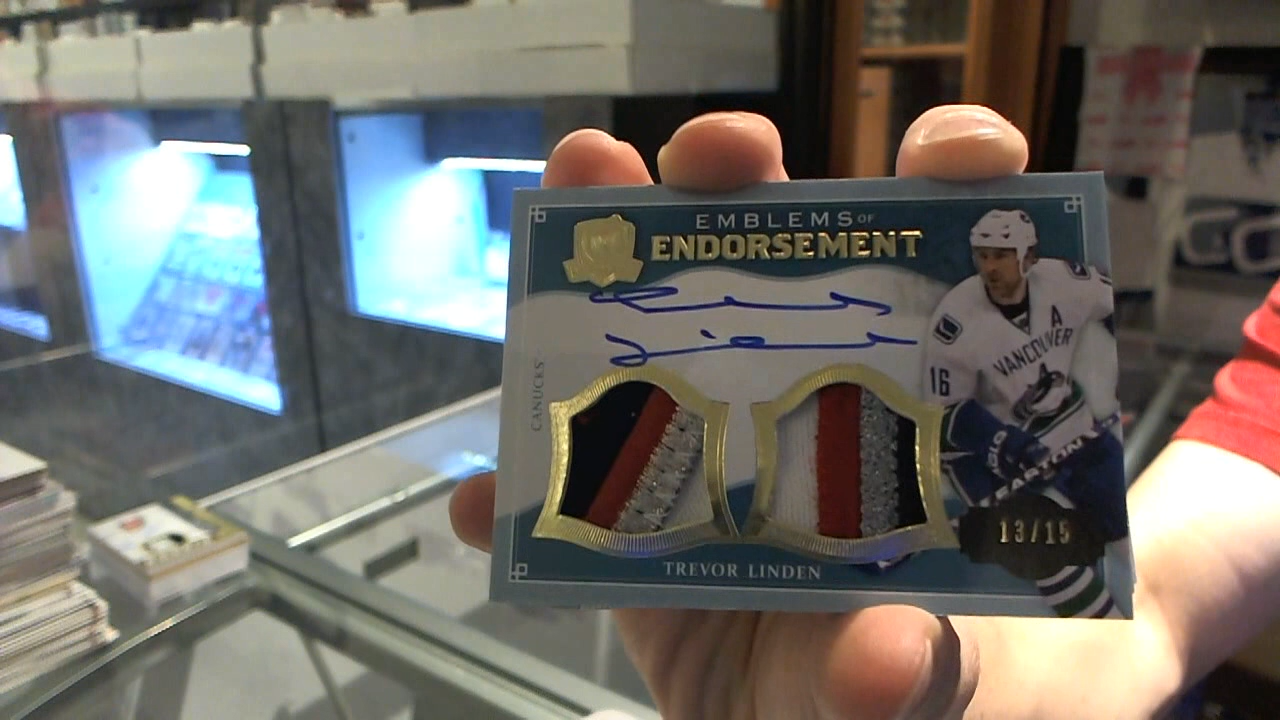 EMBLEMS OF
ENDORSEMENT
CANUCKS
A
VANCOUVER
16
EASTON
13/15
TREVOR LINDEN